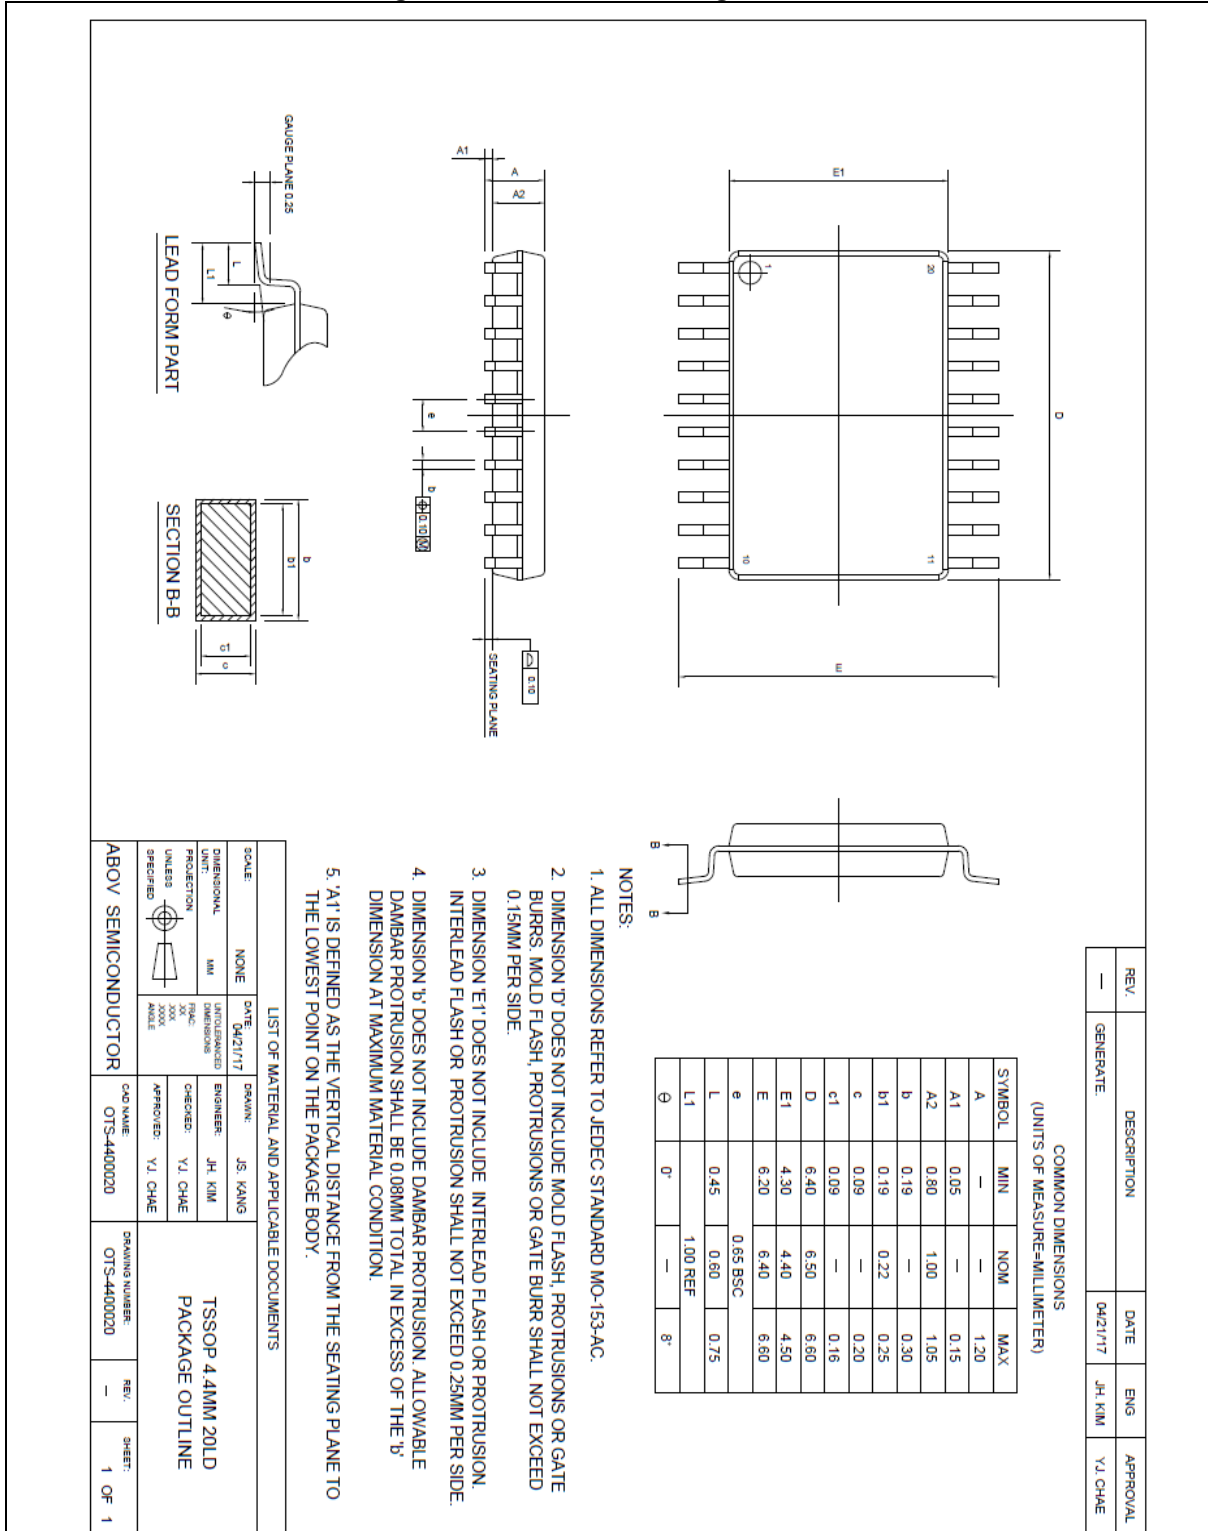 REV. DESCRIPTION DATE ENG APPROVAL
— GENERATE. 04/21/'17 JH. KIM YJ. CHAE
COMMON DIMENSIONS
(UNITS OF MEASURE=MILLIMETER)
SYMBOL MIN NOM MAX
A — — 1.20
A1 0.05 — 0.15
A2 0.80 1.00 1.05
b 0.19 — 0.30
b1 0.19 0.22 0.25
c 0.09 — 0.20
c1 0.09 — 0.16
D 6.40 6.50 6.60
E1 4.30 4.40 4.50
E 6.20 6.40 6.60
e 0.65 BSC
L 0.45 0.60 0.75
L1 1.00 REF
θ 0° — 8°
D
E1
E
20
11
1
10
B
B
A1
A
A2
e
b
0.10 M
0.10
SEATING PLANE
GAUGE PLANE 0.25
L
L1
θ
LEAD FORM PART
b
b1
c1
c
SECTION B-B
NOTES:
1. ALL DIMENSIONS REFER TO JEDEC STANDARD MO-153-AC.
2. DIMENSION 'D' DOES NOT INCLUDE MOLD FLASH, PROTRUSIONS OR GATE
BURRS. MOLD FLASH, PROTRUSIONS OR GATE BURR SHALL NOT EXCEED
0.15MM PER SIDE.
3. DIMENSION 'E1' DOES NOT INCLUDE INTERLEAD FLASH OR PROTRUSION.
INTERLEAD FLASH OR PROTRUSION SHALL NOT EXCEED 0.25MM PER SIDE.
4. DIMENSION 'b' DOES NOT INCLUDE DAMBAR PROTRUSION. ALLOWABLE
DAMBAR PROTRUSION SHALL BE 0.08MM TOTAL IN EXCESS OF THE 'b'
DIMENSION AT MAXIMUM MATERIAL CONDITION.
5. 'A1' IS DEFINED AS THE VERTICAL DISTANCE FROM THE SEATING PLANE TO
THE LOWEST POINT ON THE PACKAGE BODY.
LIST OF MATERIAL AND APPLICABLE DOCUMENTS
SCALE: NONE
DATE: 04/21/'17
DRAWN: JS. KANG
DIMENSIONAL UNIT: MM
UNTOLERANCED DIMENSIONS
ENGINEER: JH. KIM
PROJECTION UNLESS SPECIFIED
FRAC:
.XX
.XXX
.XXXX
ANGLE
CHECKED: YJ. CHAE
APPROVED: YJ. CHAE
TSSOP 4.4MM 20LD
PACKAGE OUTLINE
ABOV SEMICONDUCTOR
CAD NAME: OTS-4400020
DRAWING NUMBER: OTS-4400020
REV. —
SHEET: 1 OF 1